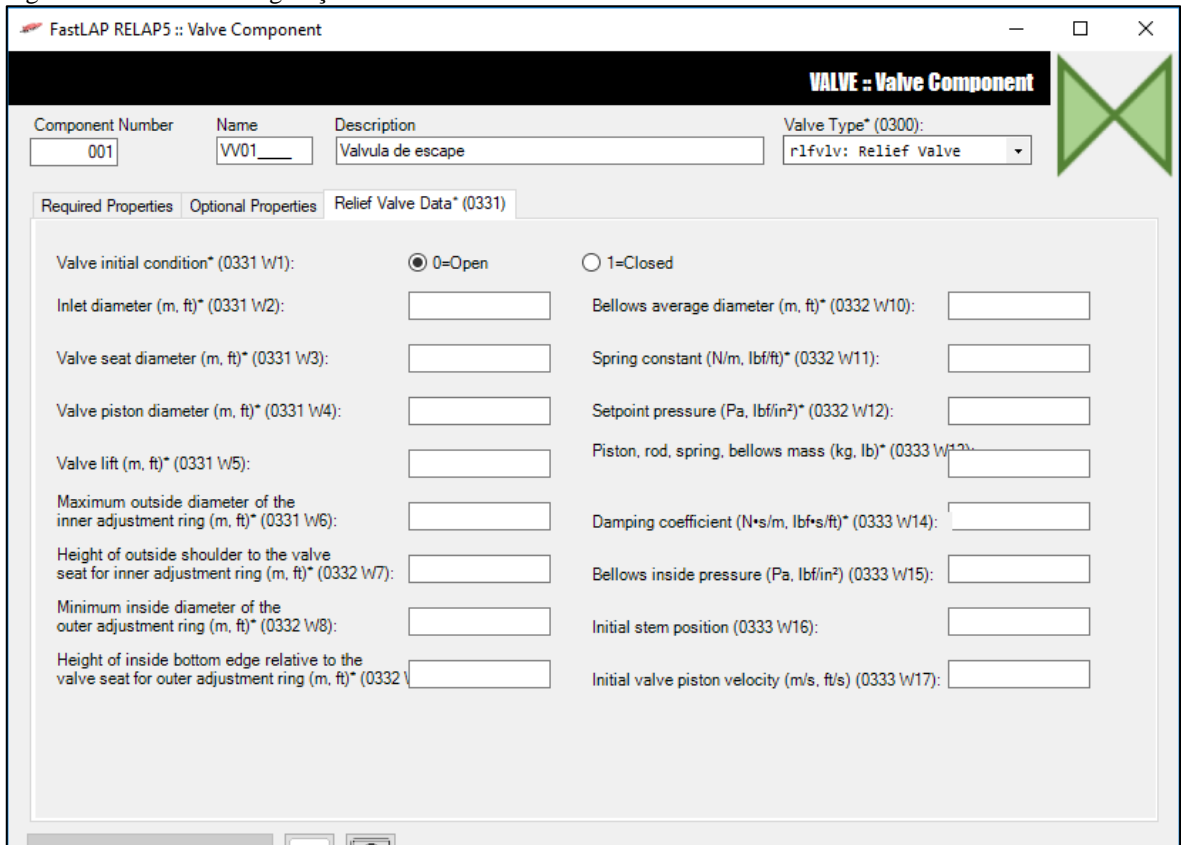 FastLAP RELAP5 :: Valve Component
VALVE :: Valve Component
Component Number Name Description Valve Type* (0300):
001 VV01____ Valvula de escape rlfvlv: Relief Valve
Required Properties Optional Properties Relief Valve Data* (0331)
Valve initial condition* (0331 W1): 0=Open 1=Closed
Inlet diameter (m, ft)* (0331 W2): Bellows average diameter (m, ft)* (0332 W10):
Valve seat diameter (m, ft)* (0331 W3): Spring constant (N/m, lbf/ft)* (0332 W11):
Valve piston diameter (m, ft)* (0331 W4): Setpoint pressure (Pa, lbf/in²)* (0332 W12):
Valve lift (m, ft)* (0331 W5): Piston, rod, spring, bellows mass (kg, lb)* (0333
Maximum outside diameter of the
inner adjustment ring (m, ft)* (0331 W6): Damping coefficient (N•s/m, lbf•s/ft)* (0333 W14):
Height of outside shoulder to the valve
seat for inner adjustment ring (m, ft)* (0332 W7): Bellows inside pressure (Pa, lbf/in²) (0333 W15):
Minimum inside diameter of the
outer adjustment ring (m, ft)* (0332 W8): Initial stem position (0333 W16):
Height of inside bottom edge relative to the
valve seat for outer adjustment ring (m, ft)* (0332 Initial valve piston velocity (m/s, ft/s) (0333 W17):